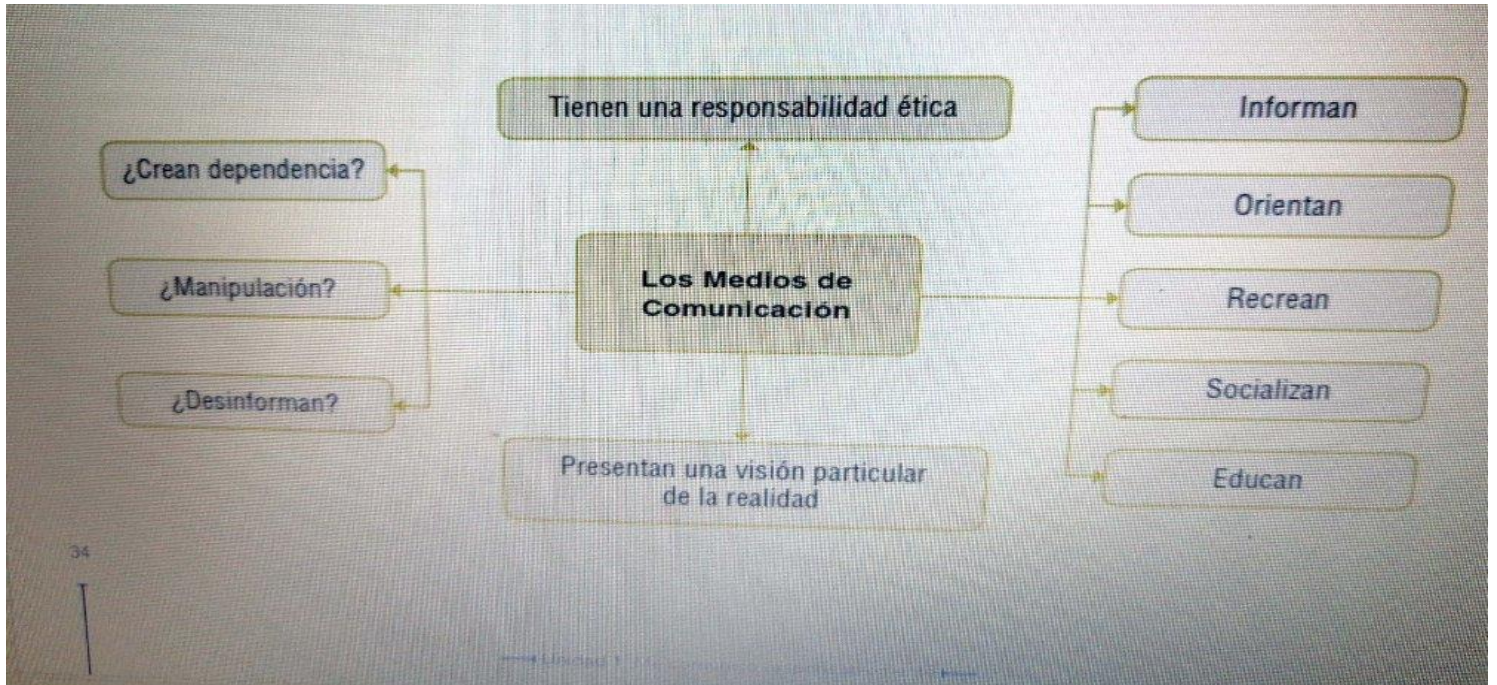 Tienen una responsabilidad ética
¿Crean dependencia?
¿Manipulación?
¿Desinforman?
Los Medios de
Comunicación
Presentan una visión particular
de la realidad
Informan
Orientan
Recrean
Socializan
Educan
34